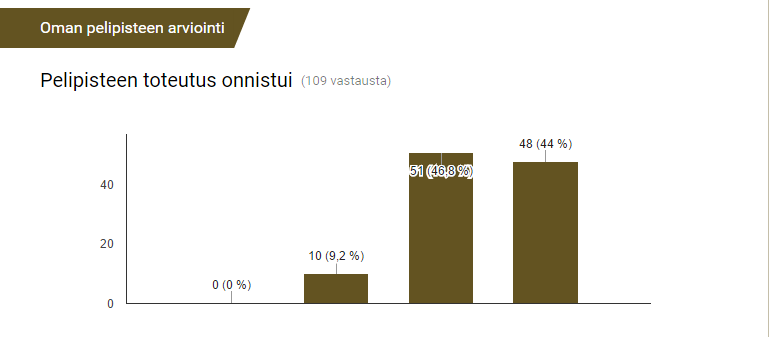 Oman pelipisteen arviointi
Pelipisteen toteutus onnistui (109 vastausta)
48 (44 %)
51 (46,8 %)
40
20
10 (9,2 %)
0 (0 %)
0